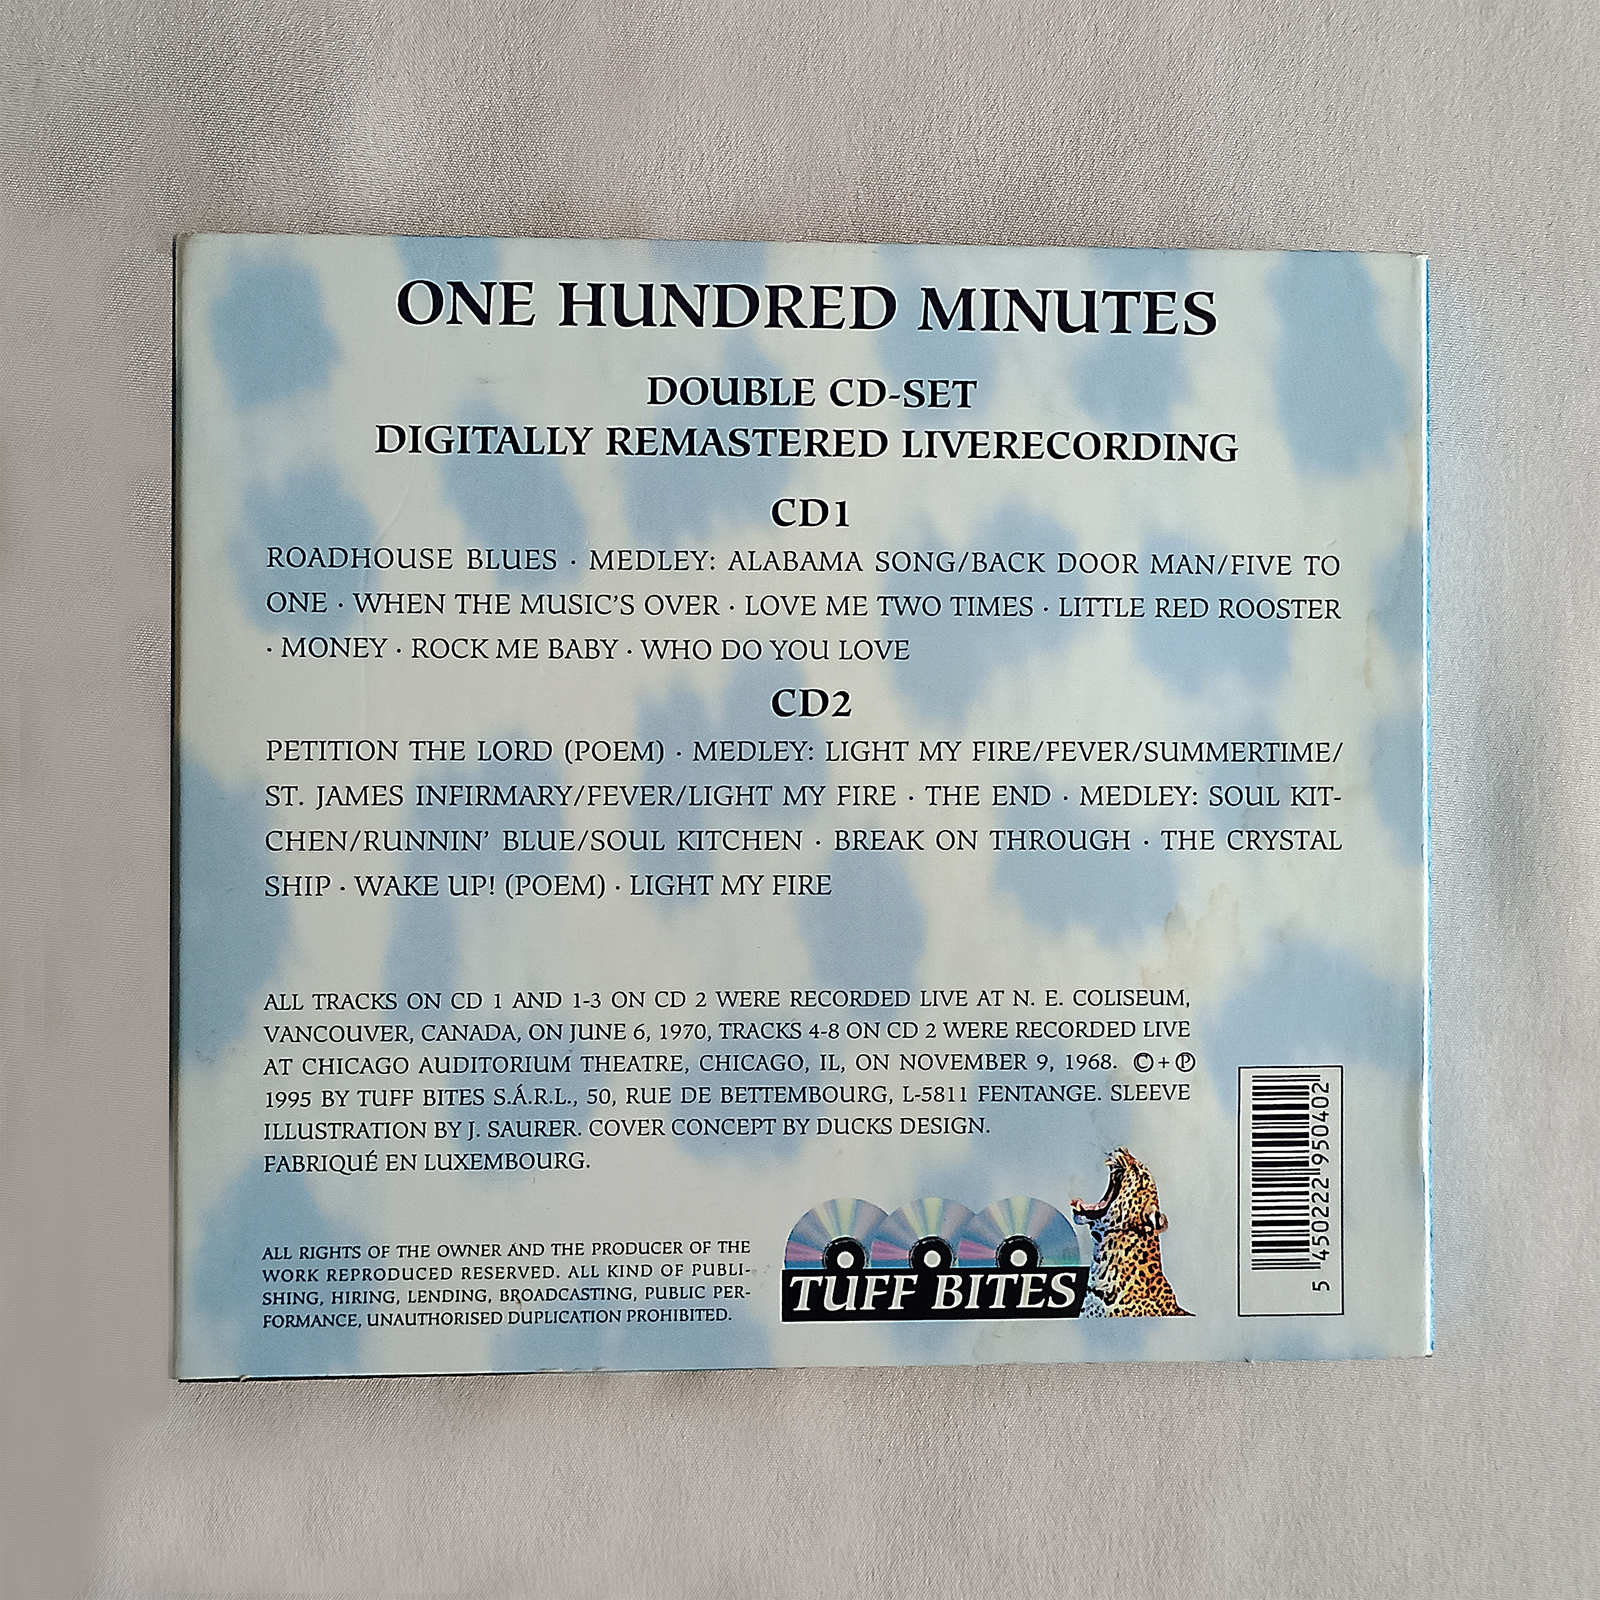 ONE HUNDRED MINUTES
DOUBLE CD-SET
DIGITALLY REMASTERED LIVERECORDING
CD1
ROADHOUSE BLUES · MEDLEY: ALABAMA SONG/BACK DOOR MAN/FIVE TO
ONE · WHEN THE MUSIC'S OVER · LOVE ME TWO TIMES · LITTLE RED ROOSTER
· MONEY · ROCK ME BABY · WHO DO YOU LOVE
CD2
PETITION THE LORD (POEM) · MEDLEY: LIGHT MY FIRE/FEVER/SUMMERTIME/
ST. JAMES INFIRMARY/FEVER/LIGHT MY FIRE · THE END · MEDLEY: SOUL KIT-
CHEN/RUNNIN' BLUE/SOUL KITCHEN · BREAK ON THROUGH · THE CRYSTAL
SHIP · WAKE UP! (POEM) · LIGHT MY FIRE
ALL TRACKS ON CD 1 AND 1-3 ON CD 2 WERE RECORDED LIVE AT N. E. COLISEUM,
VANCOUVER, CANADA, ON JUNE 6, 1970, TRACKS 4-8 ON CD 2 WERE RECORDED LIVE
AT CHICAGO AUDITORIUM THEATRE, CHICAGO, IL, ON NOVEMBER 9, 1968. ©+℗
1995 BY TUFF BITES S.Á.R.L., 50, RUE DE BETTEMBOURG, L-5811 FENTANGE. SLEEVE
ILLUSTRATION BY J. SAURER. COVER CONCEPT BY DUCKS DESIGN.
FABRIQUÉ EN LUXEMBOURG.
ALL RIGHTS OF THE OWNER AND THE PRODUCER OF THE
WORK REPRODUCED RESERVED. ALL KIND OF PUBLI-
SHING, HIRING, LENDING, BROADCASTING, PUBLIC PER-
FORMANCE, UNAUTHORISED DUPLICATION PROHIBITED.
TUFF BITES
5 450222 950402